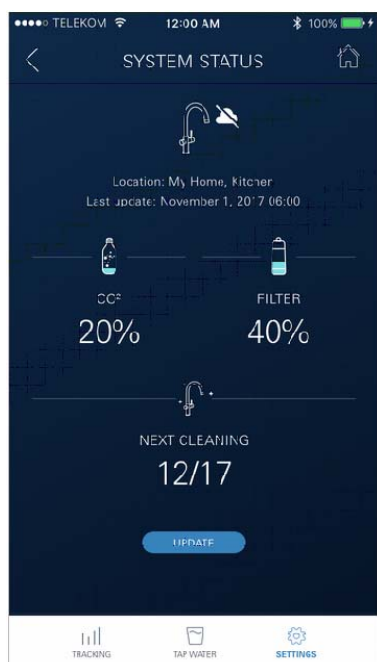 TELEKOM 12:00 AM 100%
SYSTEM STATUS
Location: My Home, Kitchen
Last update: November 1, 2017 06:00
CO² FILTER
20% 40%
NEXT CLEANING
12/17
UPDATE
TRACKING TAP WATER SETTINGS